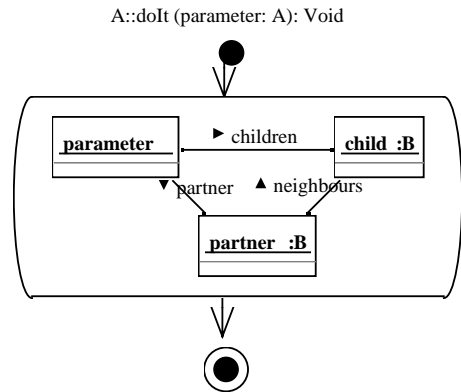 A::doIt (parameter: A): Void
parameter
► children
child :B
▼ partner
▲ neighbours
partner :B